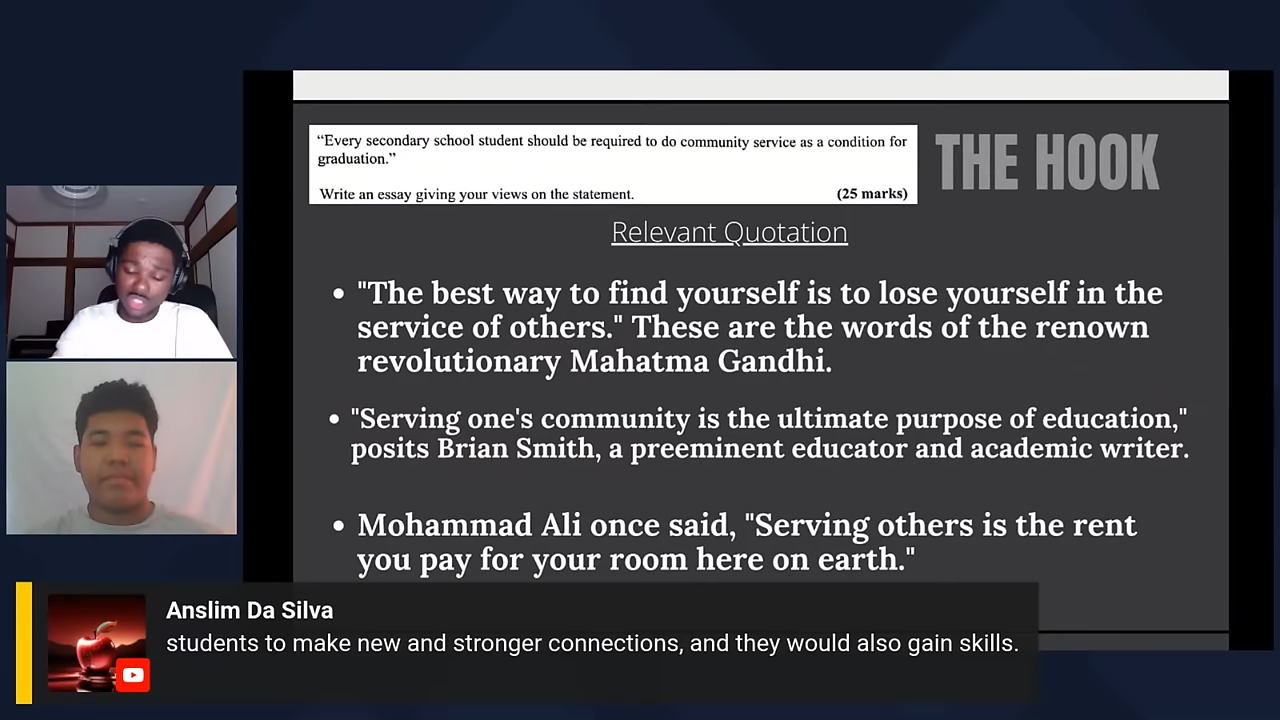 “Every secondary school student should be required to do community service as a condition for
graduation.”
Write an essay giving your views on the statement. (25 marks)
THE HOOK
Relevant Quotation
• "The best way to find yourself is to lose yourself in the
service of others." These are the words of the renown
revolutionary Mahatma Gandhi.
• "Serving one's community is the ultimate purpose of education,"
posits Brian Smith, a preeminent educator and academic writer.
• Mohammad Ali once said, "Serving others is the rent
you pay for your room here on earth."
Anslim Da Silva
students to make new and stronger connections, and they would also gain skills.